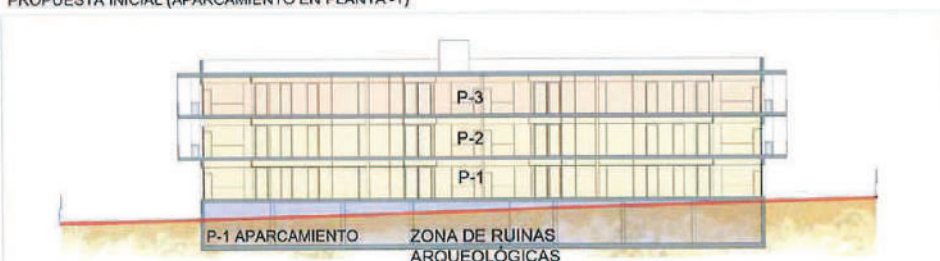 PROPUESTA INICIAL (APARCAMIENTO EN PLANTA -1)
P-3
P-2
P-1
P-1 APARCAMIENTO ZONA DE RUINAS
ARQUEOLÓGICAS